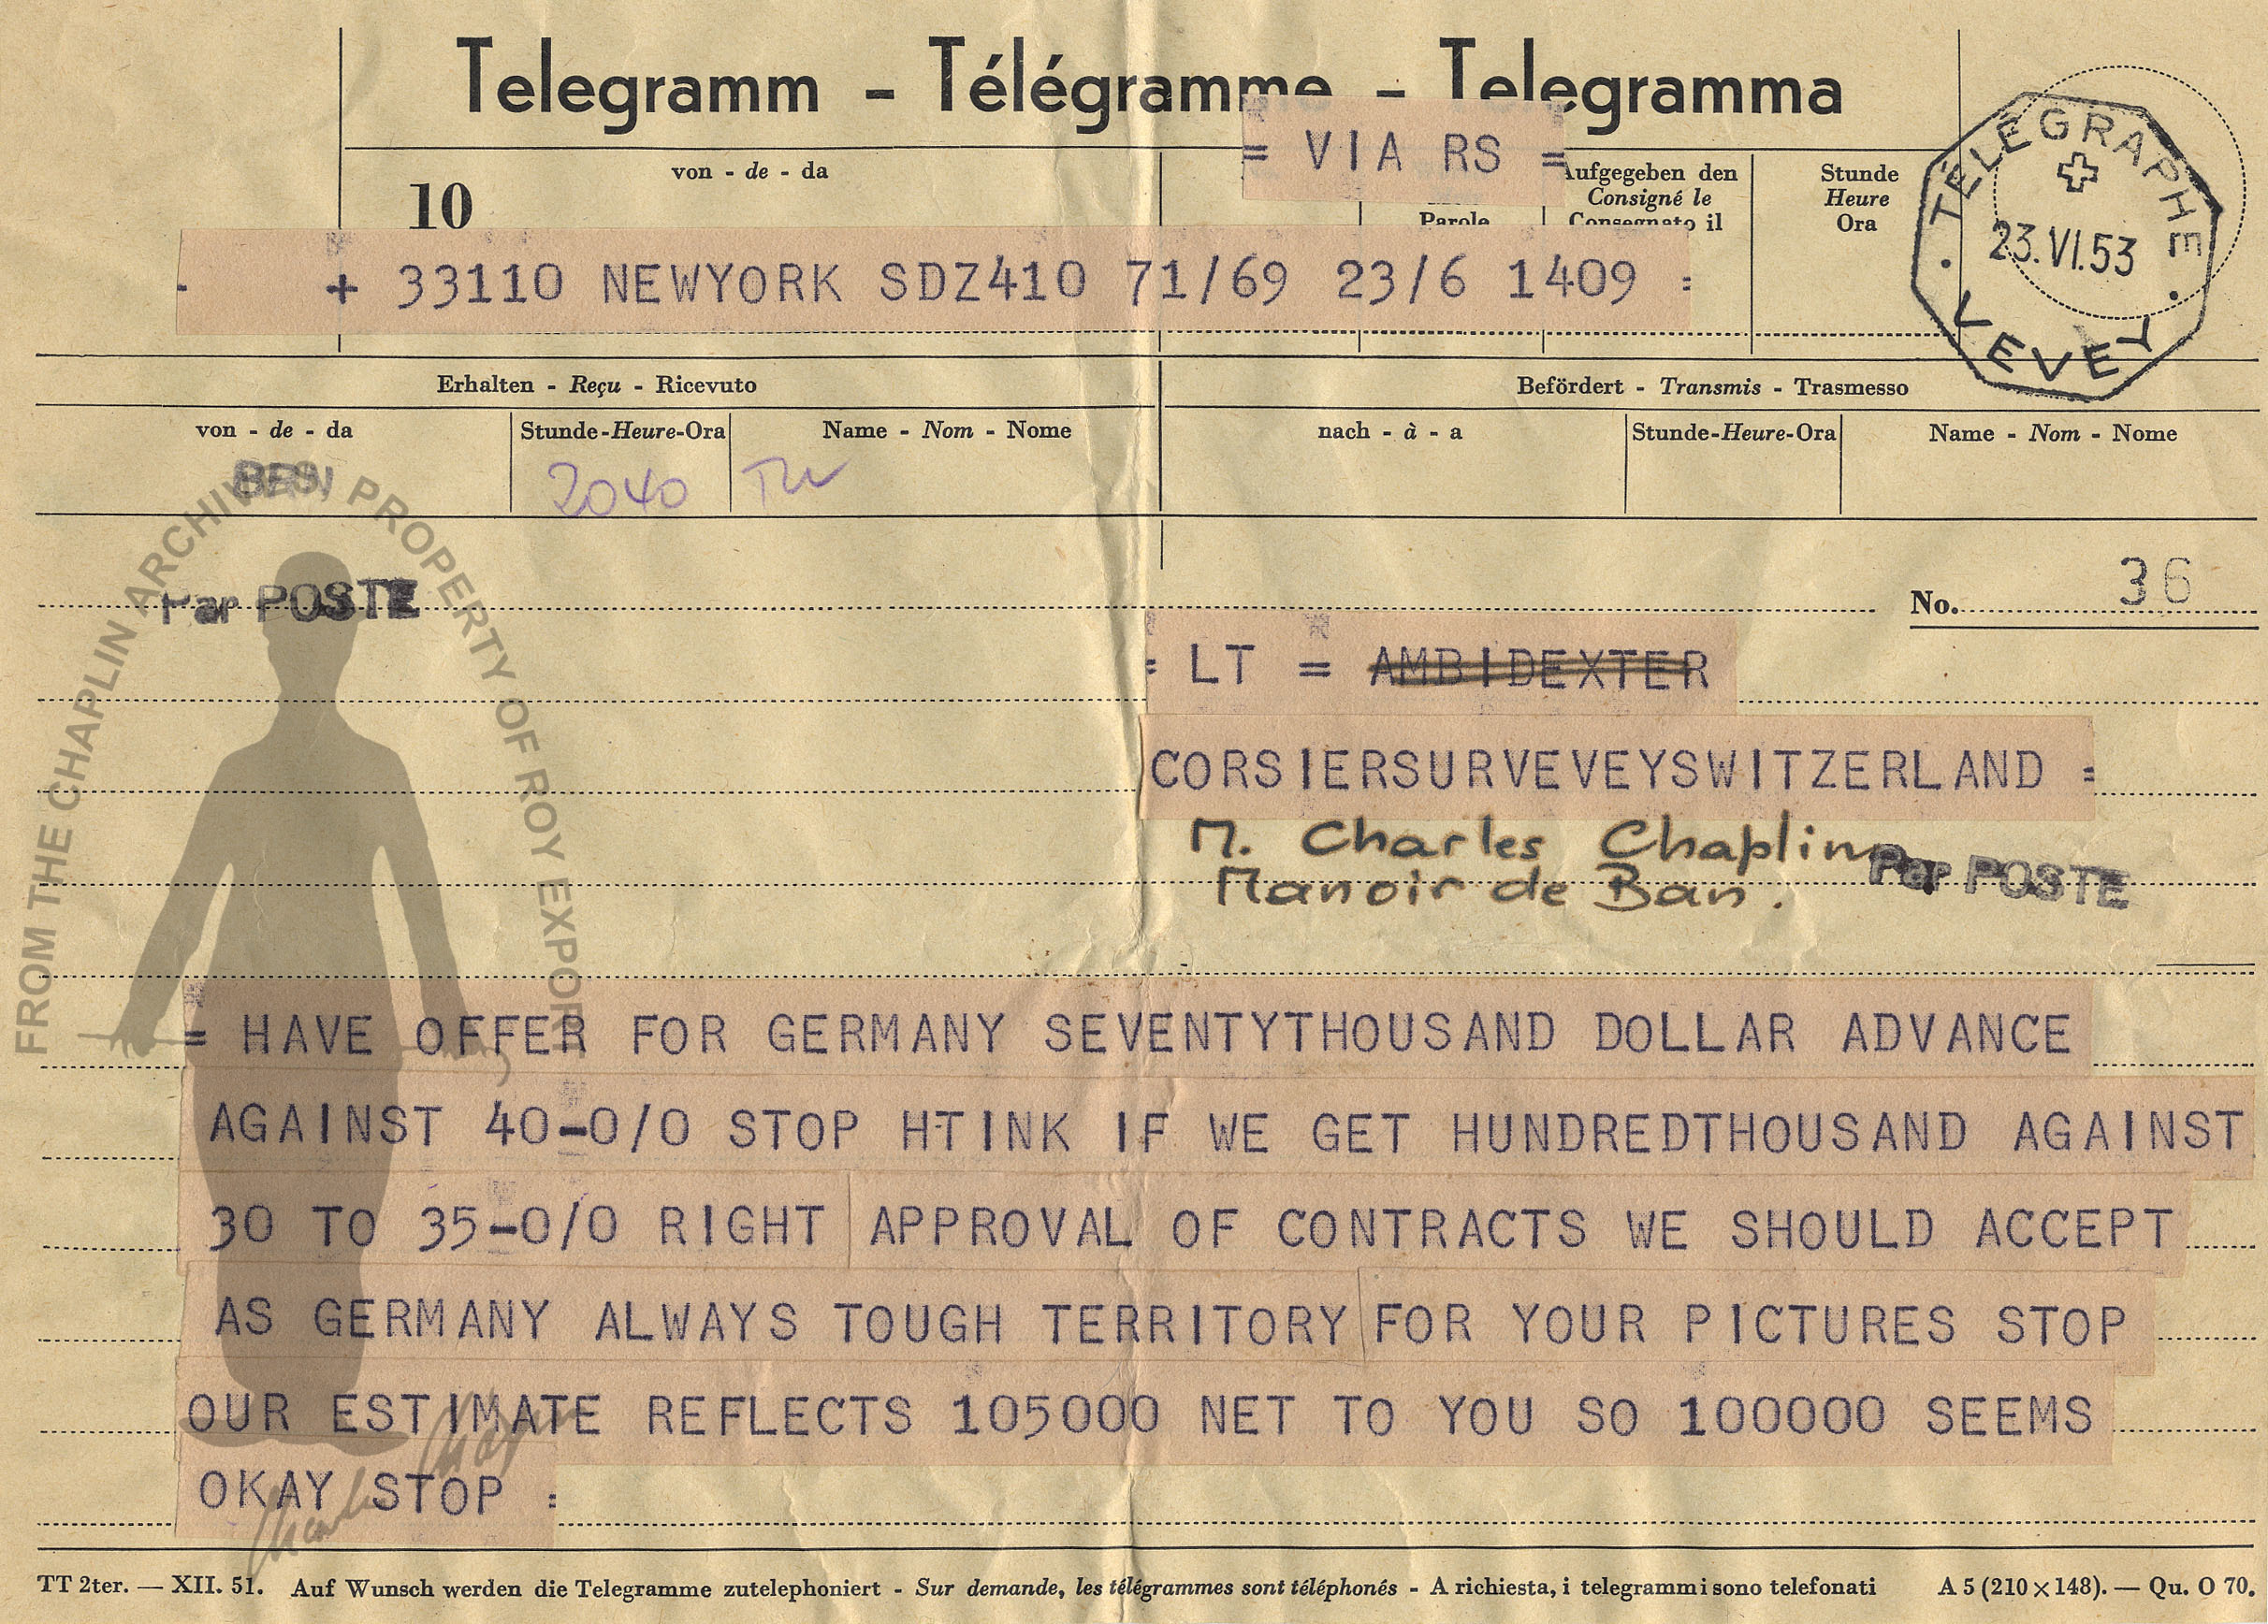 Telegramm - Télégramme - Telegramma
= VIA RS =
10
von - de - da
Parole
Aufgegeben den
Consigné le
Consegnato il
Stunde
Heure
Ora
TÉLÉGRAPHE
23.VI.53
VEVEY
+ 33110 NEWYORK SDZ410 71/69 23/6 1409 =
Erhalten - Reçu - Ricevuto
Befördert - Transmis - Trasmesso
von - de - da
Stunde-Heure-Ora
Name - Nom - Nome
nach - à - a
Stunde-Heure-Ora
Name - Nom - Nome
2040
FROM THE CHAPLIN ARCHIVES. PROPERTY OF ROY EXPORT
Par POSTE
No. 36
= LT = AMBIDEXTER
CORSIERSURVEVEYSWITZERLAND =
M. Charles Chaplin
Par POSTE
Manoir de Ban.
= HAVE OFFER FOR GERMANY SEVENTYTHOUSAND DOLLAR ADVANCE
AGAINST 40-0/0 STOP HTINK IF WE GET HUNDREDTHOUSAND AGAINST
30 TO 35-0/0 RIGHT APPROVAL OF CONTRACTS WE SHOULD ACCEPT
AS GERMANY ALWAYS TOUGH TERRITORY FOR YOUR PICTURES STOP
OUR ESTIMATE REFLECTS 105000 NET TO YOU SO 100000 SEEMS
OKAY STOP =
Charles Chaplin
TT 2ter. — XII. 51. Auf Wunsch werden die Telegramme zutelephoniert - Sur demande, les télégrammes sont téléphonés - A richiesta, i telegrammi sono telefonati A 5 (210 × 148). — Qu. O 70.